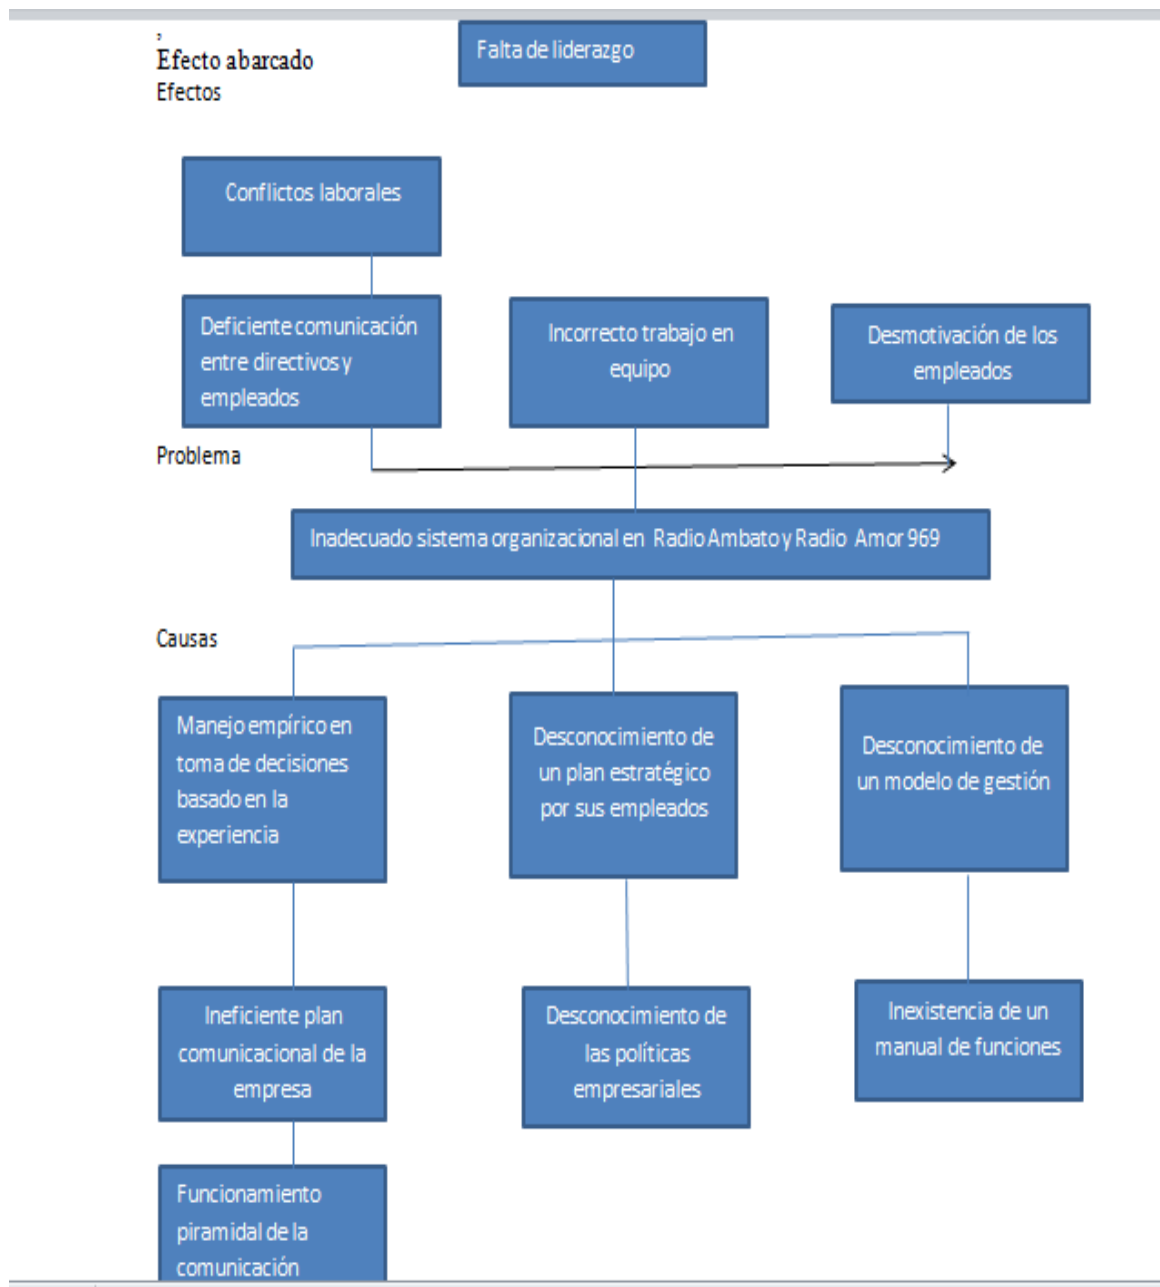 ,
Efecto abarcado
Efectos
Falta de liderazgo
Conflictos laborales
Deficiente comunicación
entre directivos y
empleados
Incorrecto trabajo en
equipo
Desmotivación de los
empleados
Problema
Inadecuado sistema organizacional en Radio Ambato y Radio Amor 969
Causas
Manejo empírico en
toma de decisiones
basado en la
experiencia
Desconocimiento de
un plan estratégico
por sus empleados
Desconocimiento de
un modelo de gestión
Ineficiente plan
comunicacional de la
empresa
Desconocimiento de
las políticas
empresariales
Inexistencia de un
manual de funciones
Funcionamiento
piramidal de la
comunicación